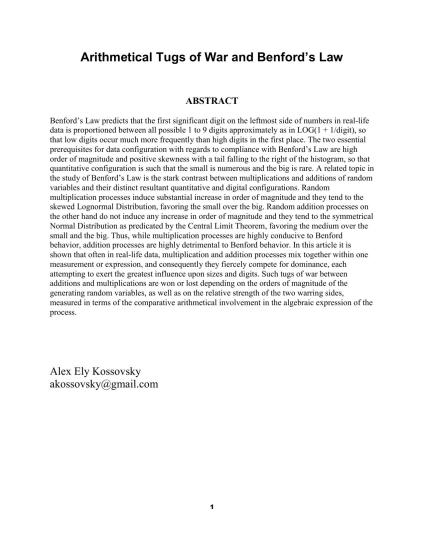 Arithmetical Tugs of War and Benford's Law
ABSTRACT
Benford's Law predicts that the first significant digit on the leftmost side of numbers in real-life
data is proportioned between all possible 1 to 9 digits approximately as in LOG(1 + 1/digit), so
that low digits occur much more frequently than high digits in the first place. The two essential
prerequisites for data configuration with regards to compliance with Benford's Law are high
order of magnitude and positive skewness with a tail falling to the right of the histogram, so that
quantitative configuration is such that the small is numerous and the big is rare. A related topic in
the study of Benford's Law is the stark contrast between multiplications and additions of random
variables and their distinct resultant quantitative and digital configurations. Random
multiplication processes induce substantial increase in order of magnitude and they tend to the
skewed Lognormal Distribution, favoring the small over the big. Random addition processes on
the other hand do not induce any increase in order of magnitude and they tend to the symmetrical
Normal Distribution as predicated by the Central Limit Theorem, favoring the medium over the
small and the big. Thus, while multiplication processes are highly conducive to Benford
behavior, addition processes are highly detrimental to Benford behavior. In this article it is
shown that often in real-life data, multiplication and addition processes mix together within one
measurement or expression, and consequently they fiercely compete for dominance, each
attempting to exert the greatest influence upon sizes and digits. Such tugs of war between
additions and multiplications are won or lost depending on the orders of magnitude of the
generating random variables, as well as on the relative strength of the two warring sides,
measured in terms of the comparative arithmetical involvement in the algebraic expression of the
process.
Alex Ely Kossovsky
akossovsky@gmail.com
1